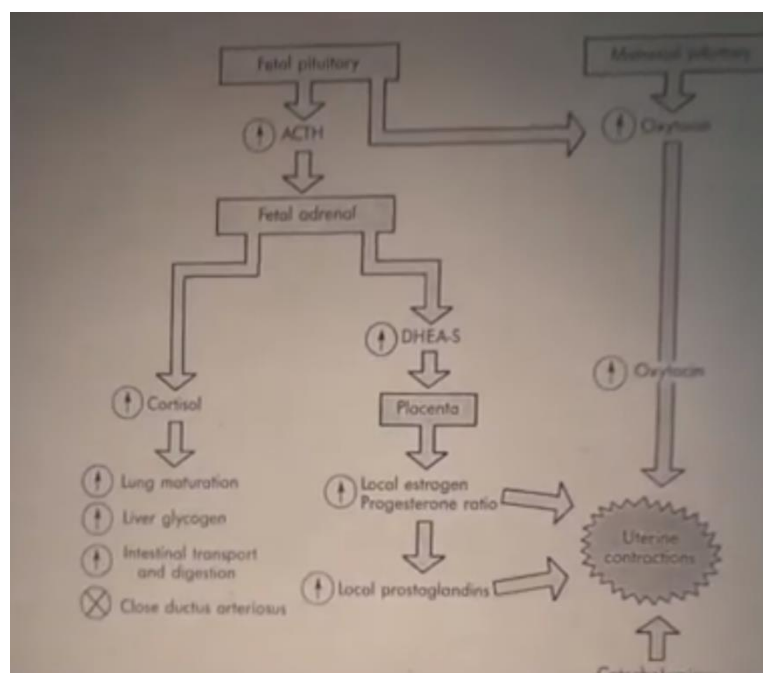 Fetal pituitory
Maternal pituitary
ACTH
Oxytocin
Fetal adrenal
DHEA-S
Oxytocin
Cortisol
Placenta
Lung maturation
Liver glycogen
Intestinal transport
and digestion
Close ductus arteriosus
Local estrogen
Progesterone ratio
Local prostaglandins
Uterine
contractions